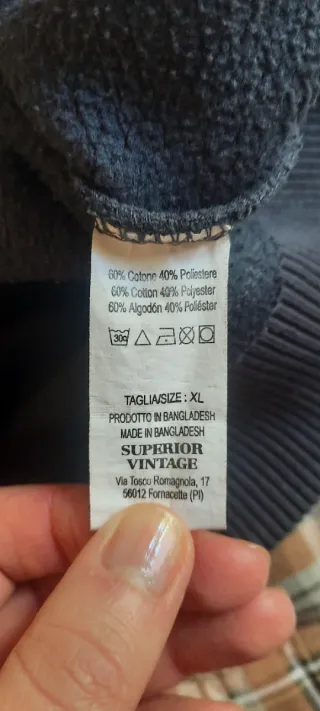 60% Cotone 40% Poliestere
60% Cotton 40% Polyester
60% Algodón 40% Poliéster
30°
TAGLIA/SIZE : XL
PRODOTTO IN BANGLADESH
MADE IN BANGLADESH
SUPERIOR
VINTAGE
Via Tosco Romagnola, 17
56012 Fornacette (PI)